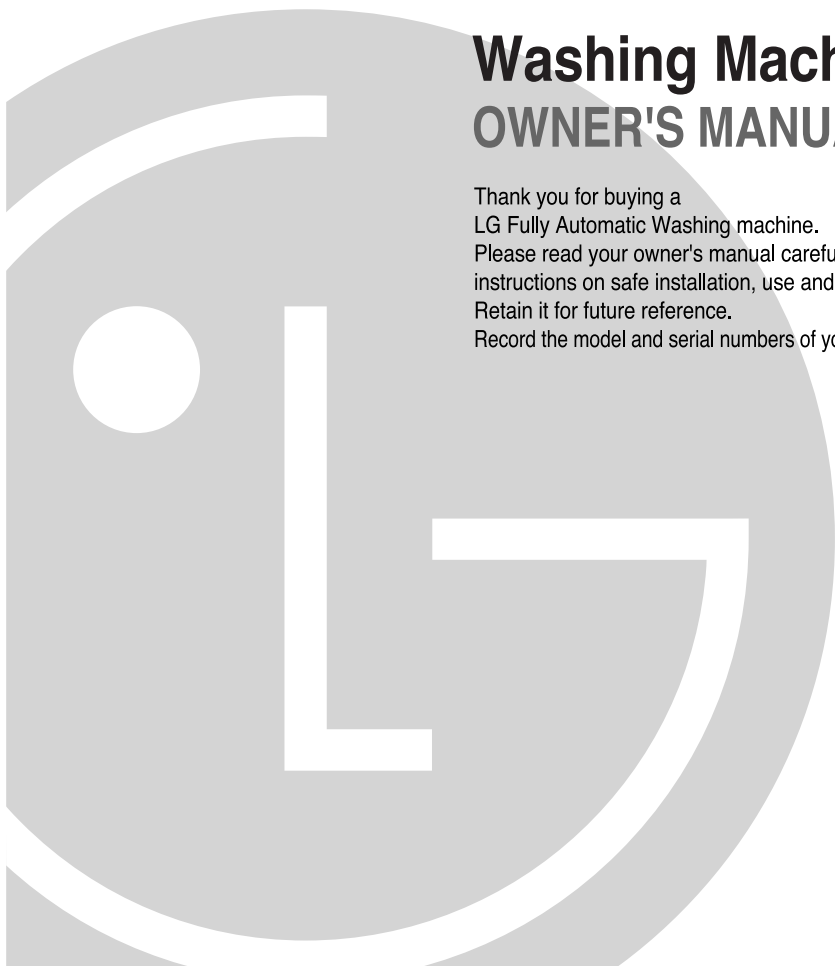 Washing Mach
OWNER'S MANUA
Thank you for buying a
LG Fully Automatic Washing machine.
Please read your owner's manual carefu
instructions on safe installation, use and
Retain it for future reference.
Record the model and serial numbers of yo